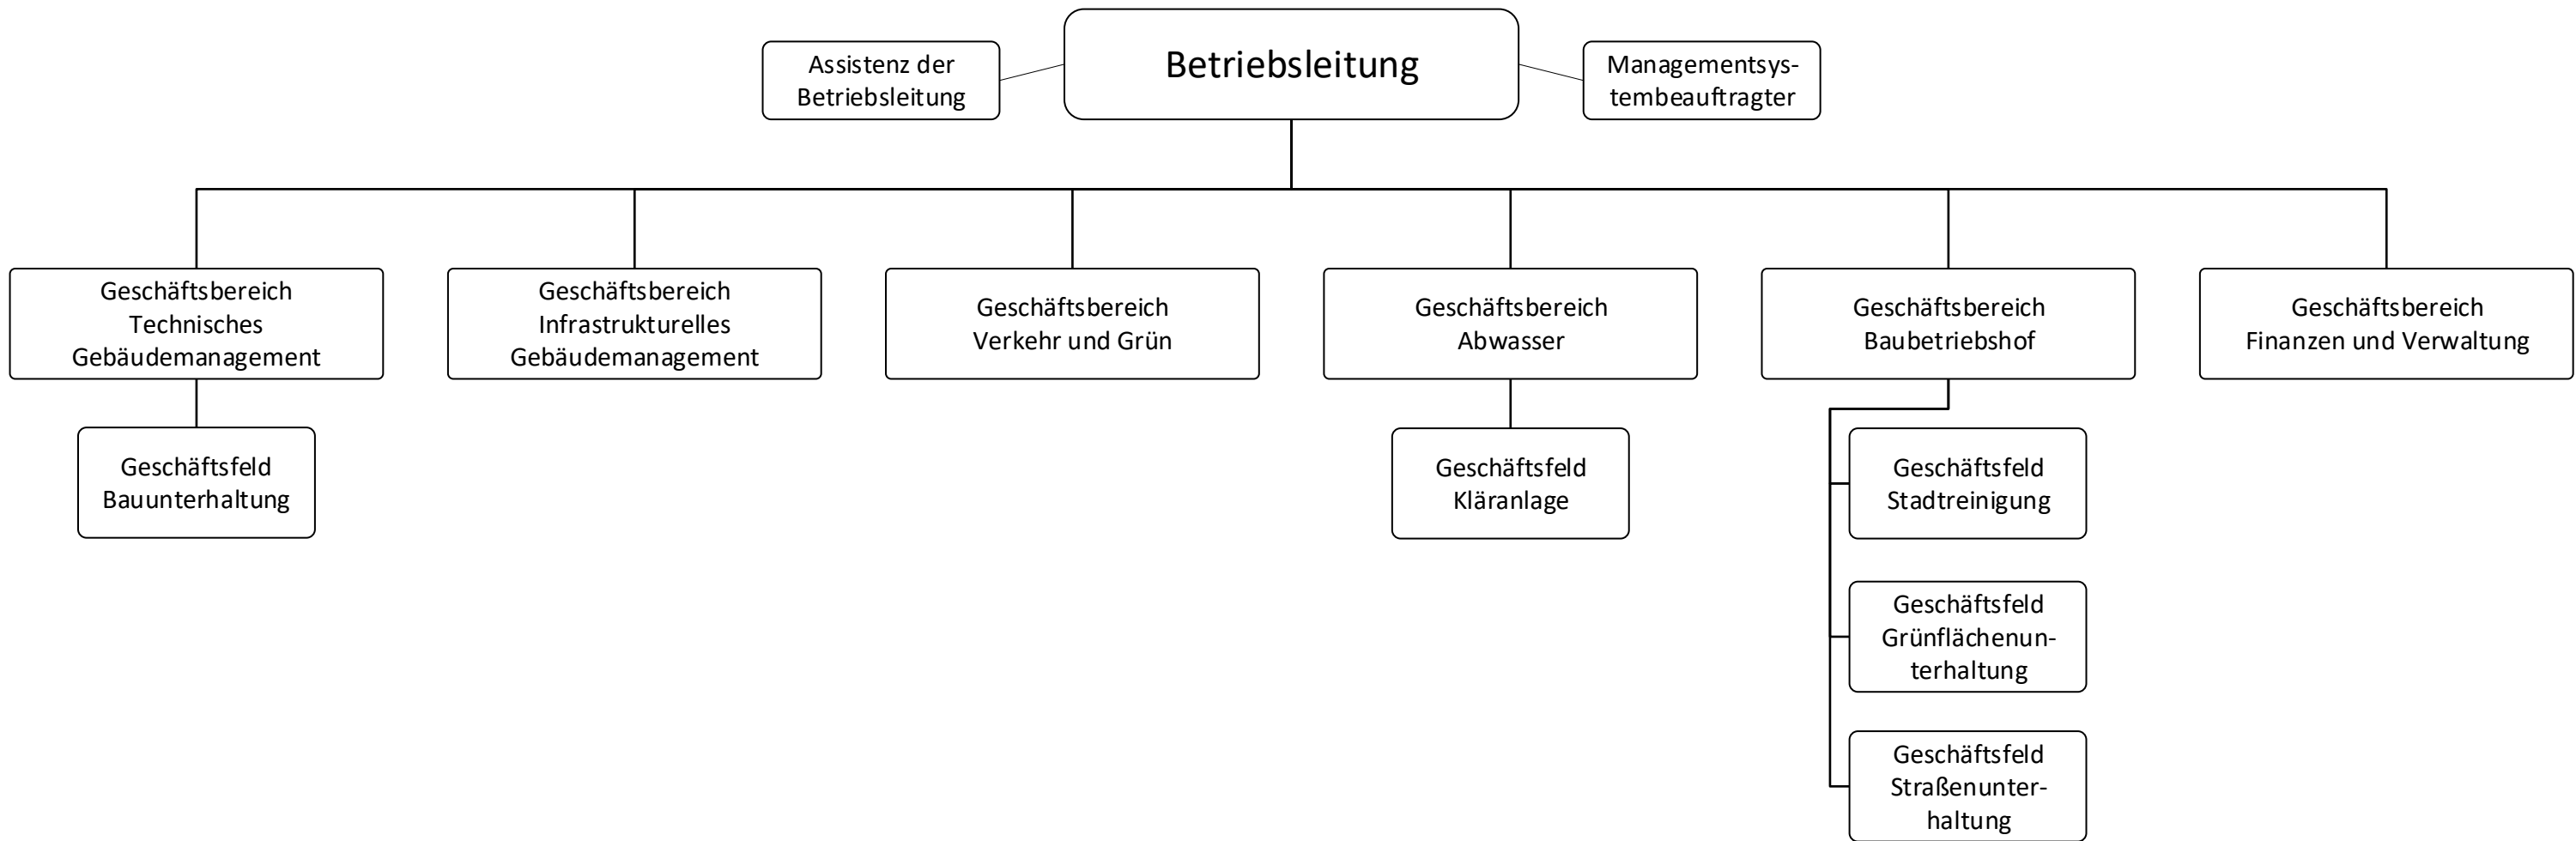 Betriebsleitung
Assistenz der
Betriebsleitung
Managementsys-
tembeauftragter
Geschäftsbereich
Technisches
Gebäudemanagement
Geschäftsbereich
Infrastrukturelles
Gebäudemanagement
Geschäftsbereich
Verkehr und Grün
Geschäftsbereich
Abwasser
Geschäftsbereich
Baubetriebshof
Geschäftsbereich
Finanzen und Verwaltung
Geschäftsfeld
Bauunterhaltung
Geschäftsfeld
Kläranlage
Geschäftsfeld
Stadtreinigung
Geschäftsfeld
Grünflächenun-
terhaltung
Geschäftsfeld
Straßenunter-
haltung